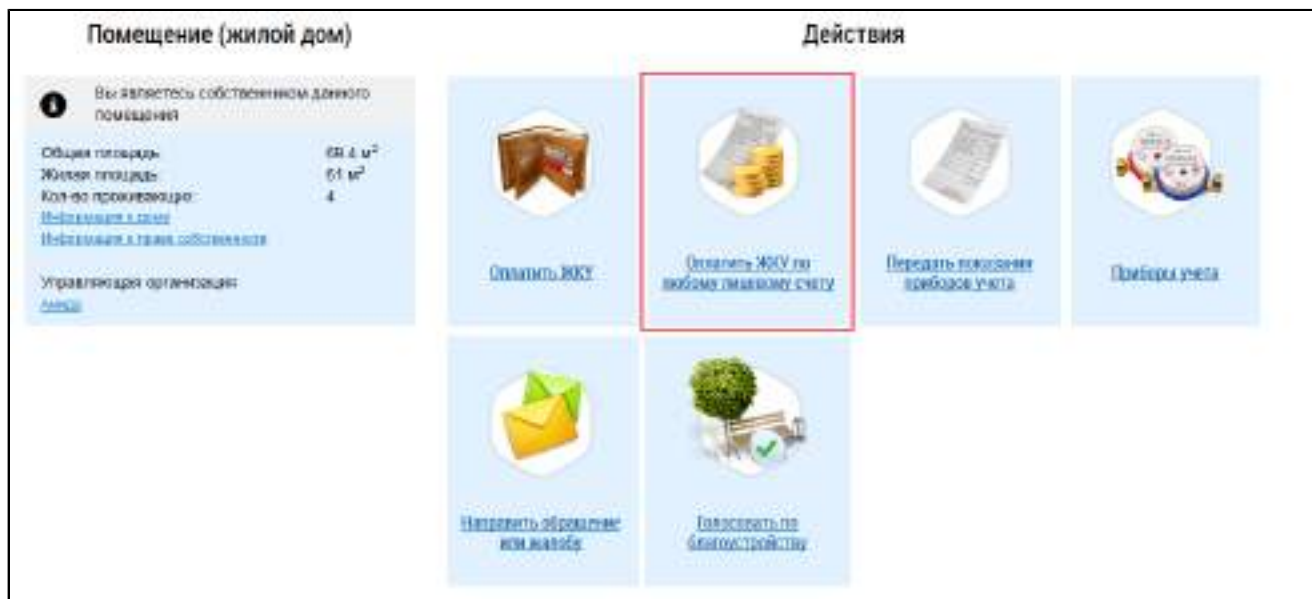 Помещение (жилой дом)
Вы являетесь собственником данного
помещения
Общая площадь
69.4 м²
Жилая площадь
61 м²
Кол-во проживающих:
4
Информация о доме
Информация о праве собственности
Управляющая организация:
Действия
Оплатить ЖКУ
Оплатить ЖКУ по
любому лицевому счету
Передать показания
приборов учета
Приборы учета
Направить обращение
или жалобу
Голосовать по
благоустройству